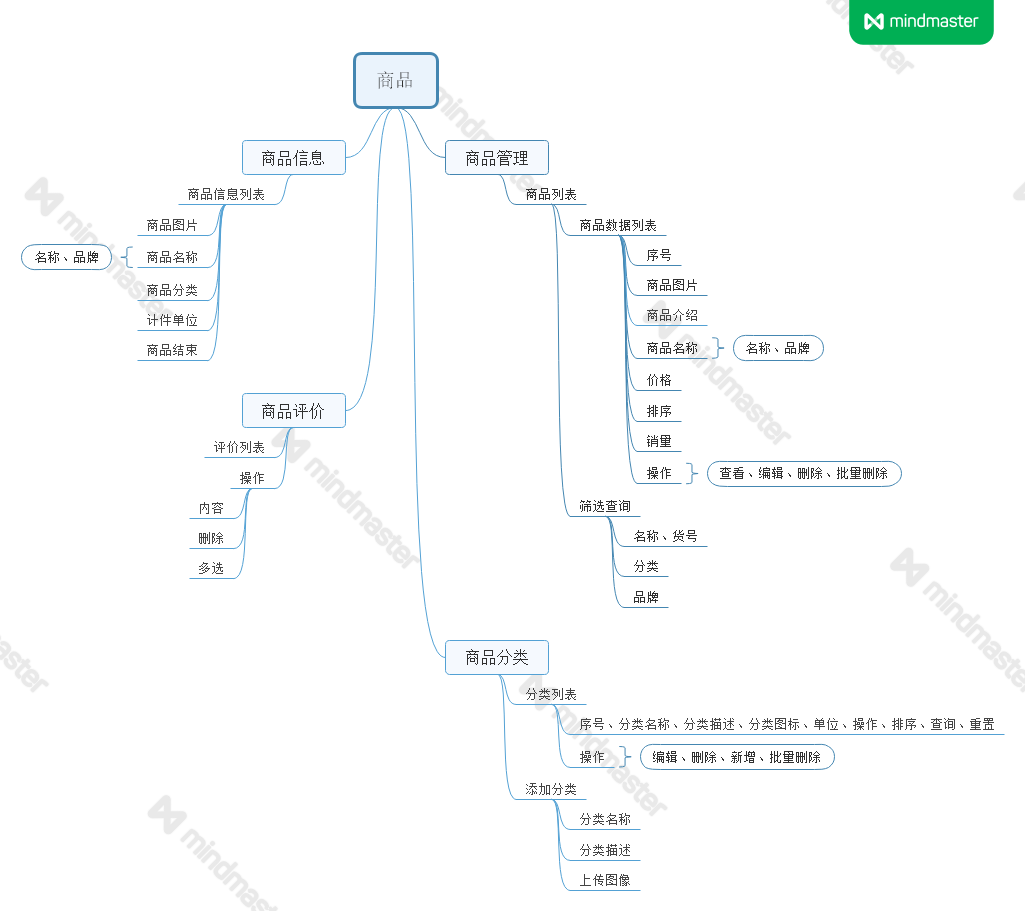 mindmaster
商品
商品信息
商品信息列表
商品图片
商品名称
名称、品牌
商品分类
计件单位
商品结束
商品评价
评价列表
操作
内容
删除
多选
商品管理
商品列表
商品数据列表
序号
商品图片
商品介绍
商品名称
名称、品牌
价格
排序
销量
操作
查看、编辑、删除、批量删除
筛选查询
名称、货号
分类
品牌
商品分类
分类列表
序号、分类名称、分类描述、分类图标、单位、操作、排序、查询、重置
操作
编辑、删除、新增、批量删除
添加分类
分类名称
分类描述
上传图像
mindmaster
mindmaster
mindmaster
mindmaster
mindmaster
mindmaster
mindmaster